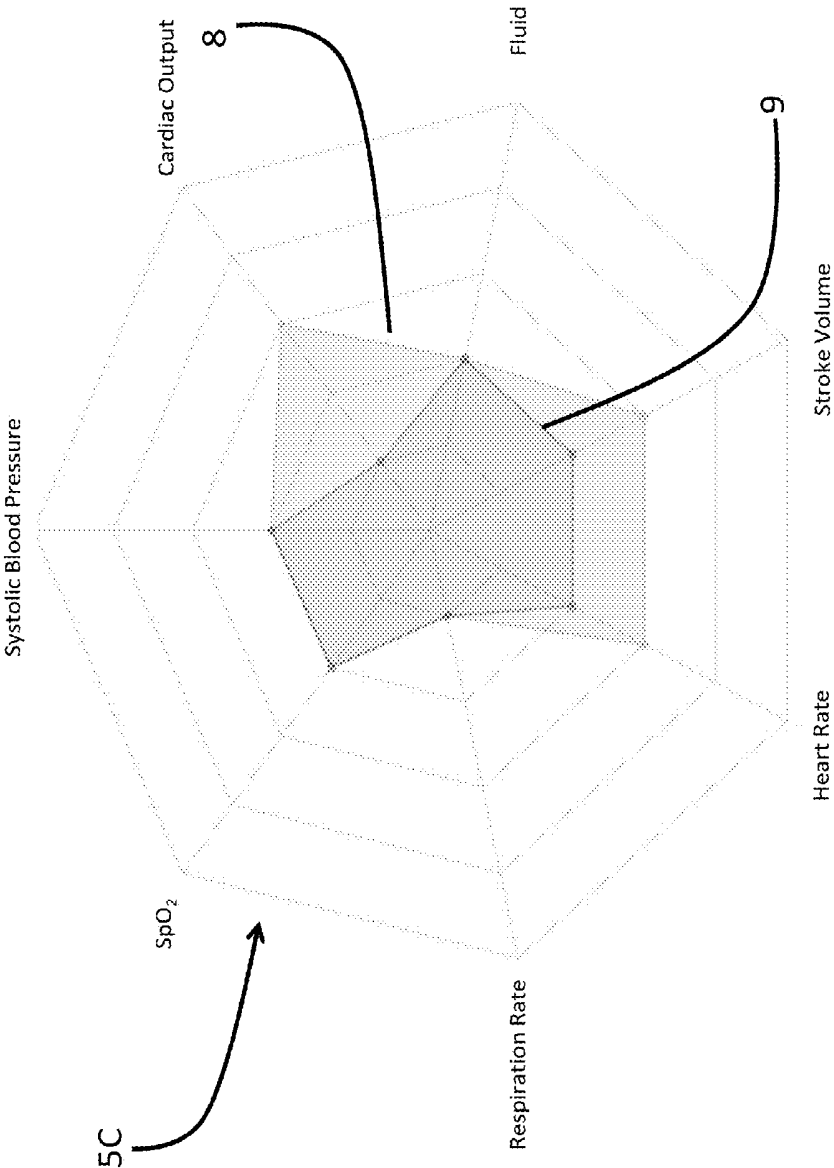 Systolic Blood Pressure
5C
SpO₂
Cardiac Output
8
Respiration Rate
Fluid
9
Heart Rate
Stroke Volume